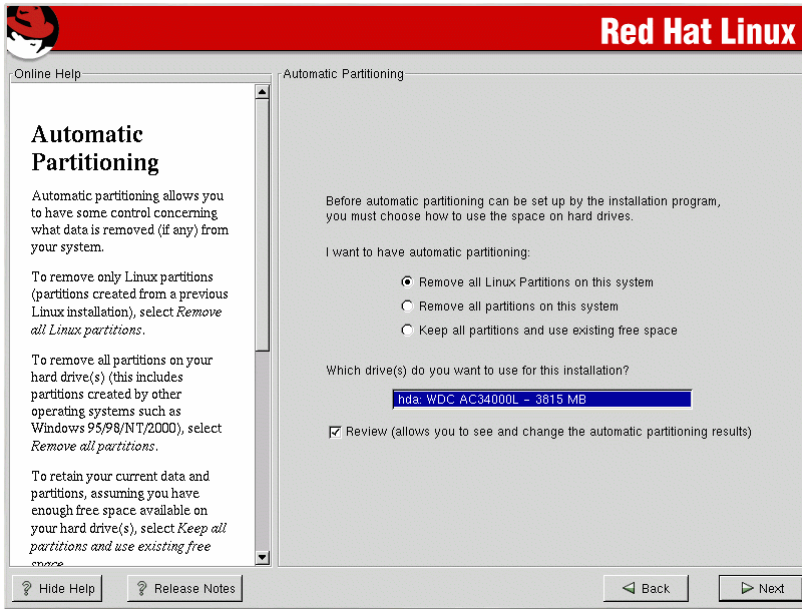 Red Hat Linux
Online Help
Automatic
Partitioning
Automatic partitioning allows you
to have some control concerning
what data is removed (if any) from
your system.
To remove only Linux partitions
(partitions created from a previous
Linux installation), select Remove
all Linux partitions.
To remove all partitions on your
hard drive(s) (this includes
partitions created by other
operating systems such as
Windows 95/98/NT/2000), select
Remove all partitions.
To retain your current data and
partitions, assuming you have
enough free space available on
your hard drive(s), select Keep all
partitions and use existing free
space
Automatic Partitioning
Before automatic partitioning can be set up by the installation program,
you must choose how to use the space on hard drives.
I want to have automatic partitioning:
Remove all Linux Partitions on this system
Remove all partitions on this system
Keep all partitions and use existing free space
Which drive(s) do you want to use for this installation?
hda: WDC AC34000L - 3815 MB
Review (allows you to see and change the automatic partitioning results)
Hide Help
Release Notes
Back
Next